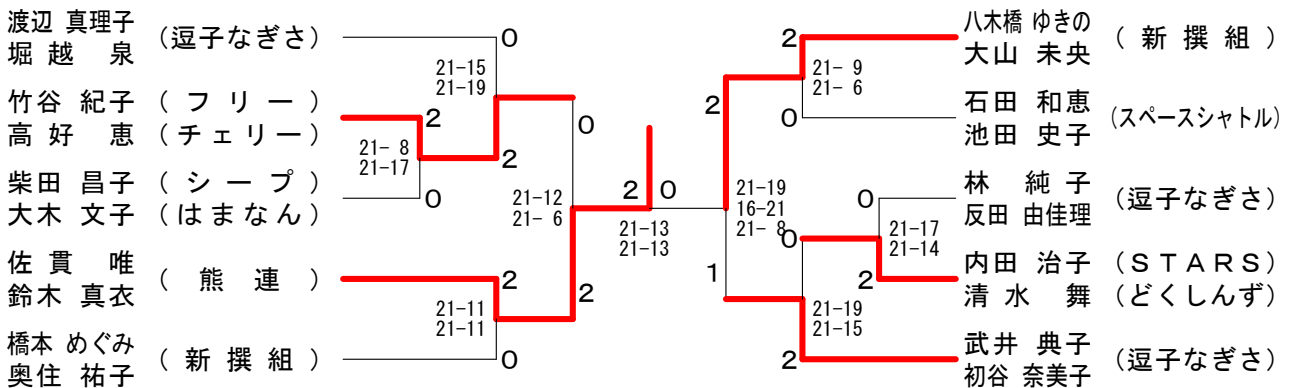 渡辺 真理子
堀越 泉 (逗子なぎさ) 0
21-15
21-19
竹谷 紀子 (フリー)
高好 恵 (チェリー) 2
21- 8
21-17
2
柴田 昌子 (シープ)
大木 文子 (はまなん) 0
0
21-12
21- 6
佐貫 唯
鈴木 真衣 (熊連) 2
2
21-11
21-11
橋本 めぐみ
奥住 祐子 (新撰組) 0
2 0
21-13
21-13
八木橋 ゆきの
大山 未央 (新撰組) 2
21- 9
21- 6
石田 和恵
池田 史子 (スペースシャトル) 0
2
21-19
16-21
21- 8
1
林 純子
反田 由佳理 (逗子なぎさ) 0
21-17
21-14
内田 治子 (STARS)
清水 舞 (どくしんず) 2
0
21-19
21-15
武井 典子
初谷 奈美子 (逗子なぎさ) 2